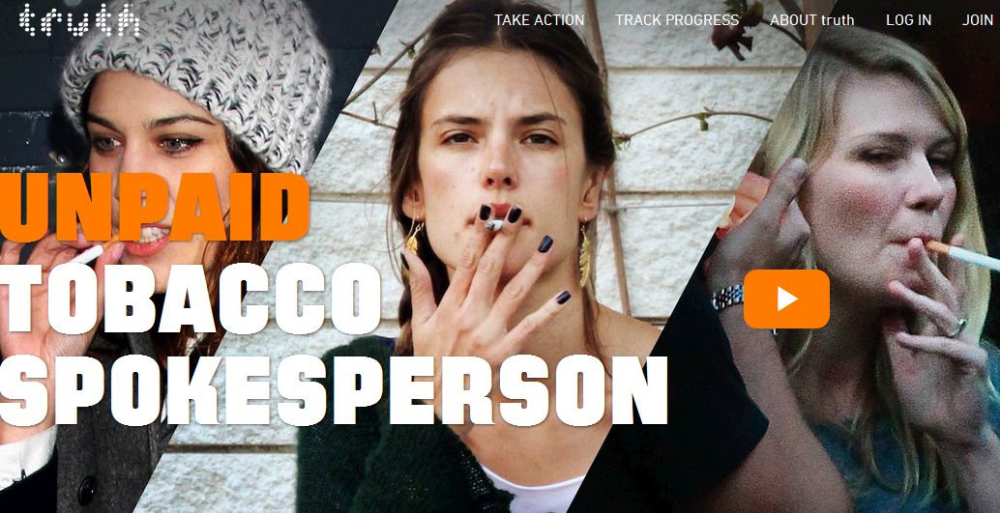 truth
TAKE ACTION TRACK PROGRESS ABOUT truth LOG IN JOIN
UNPAID
TOBACCO
SPOKESPERSON